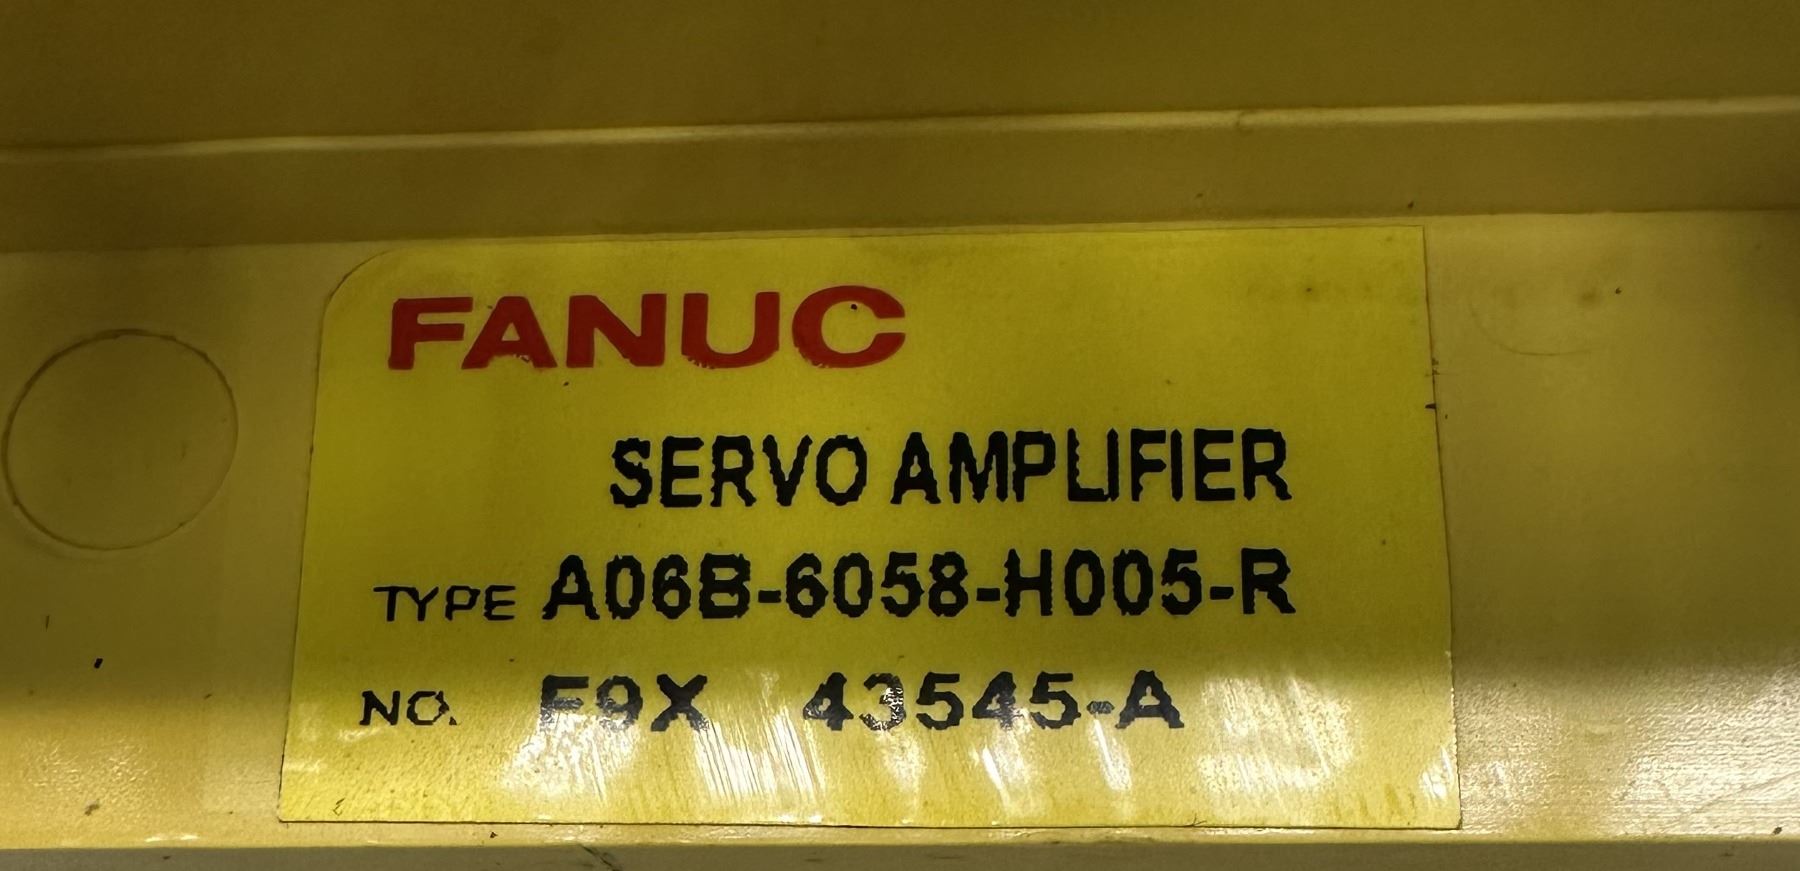 FANUC
SERVO AMPLIFIER
TYPE A06B-6058-H005-R
NO. F9X 43545-A